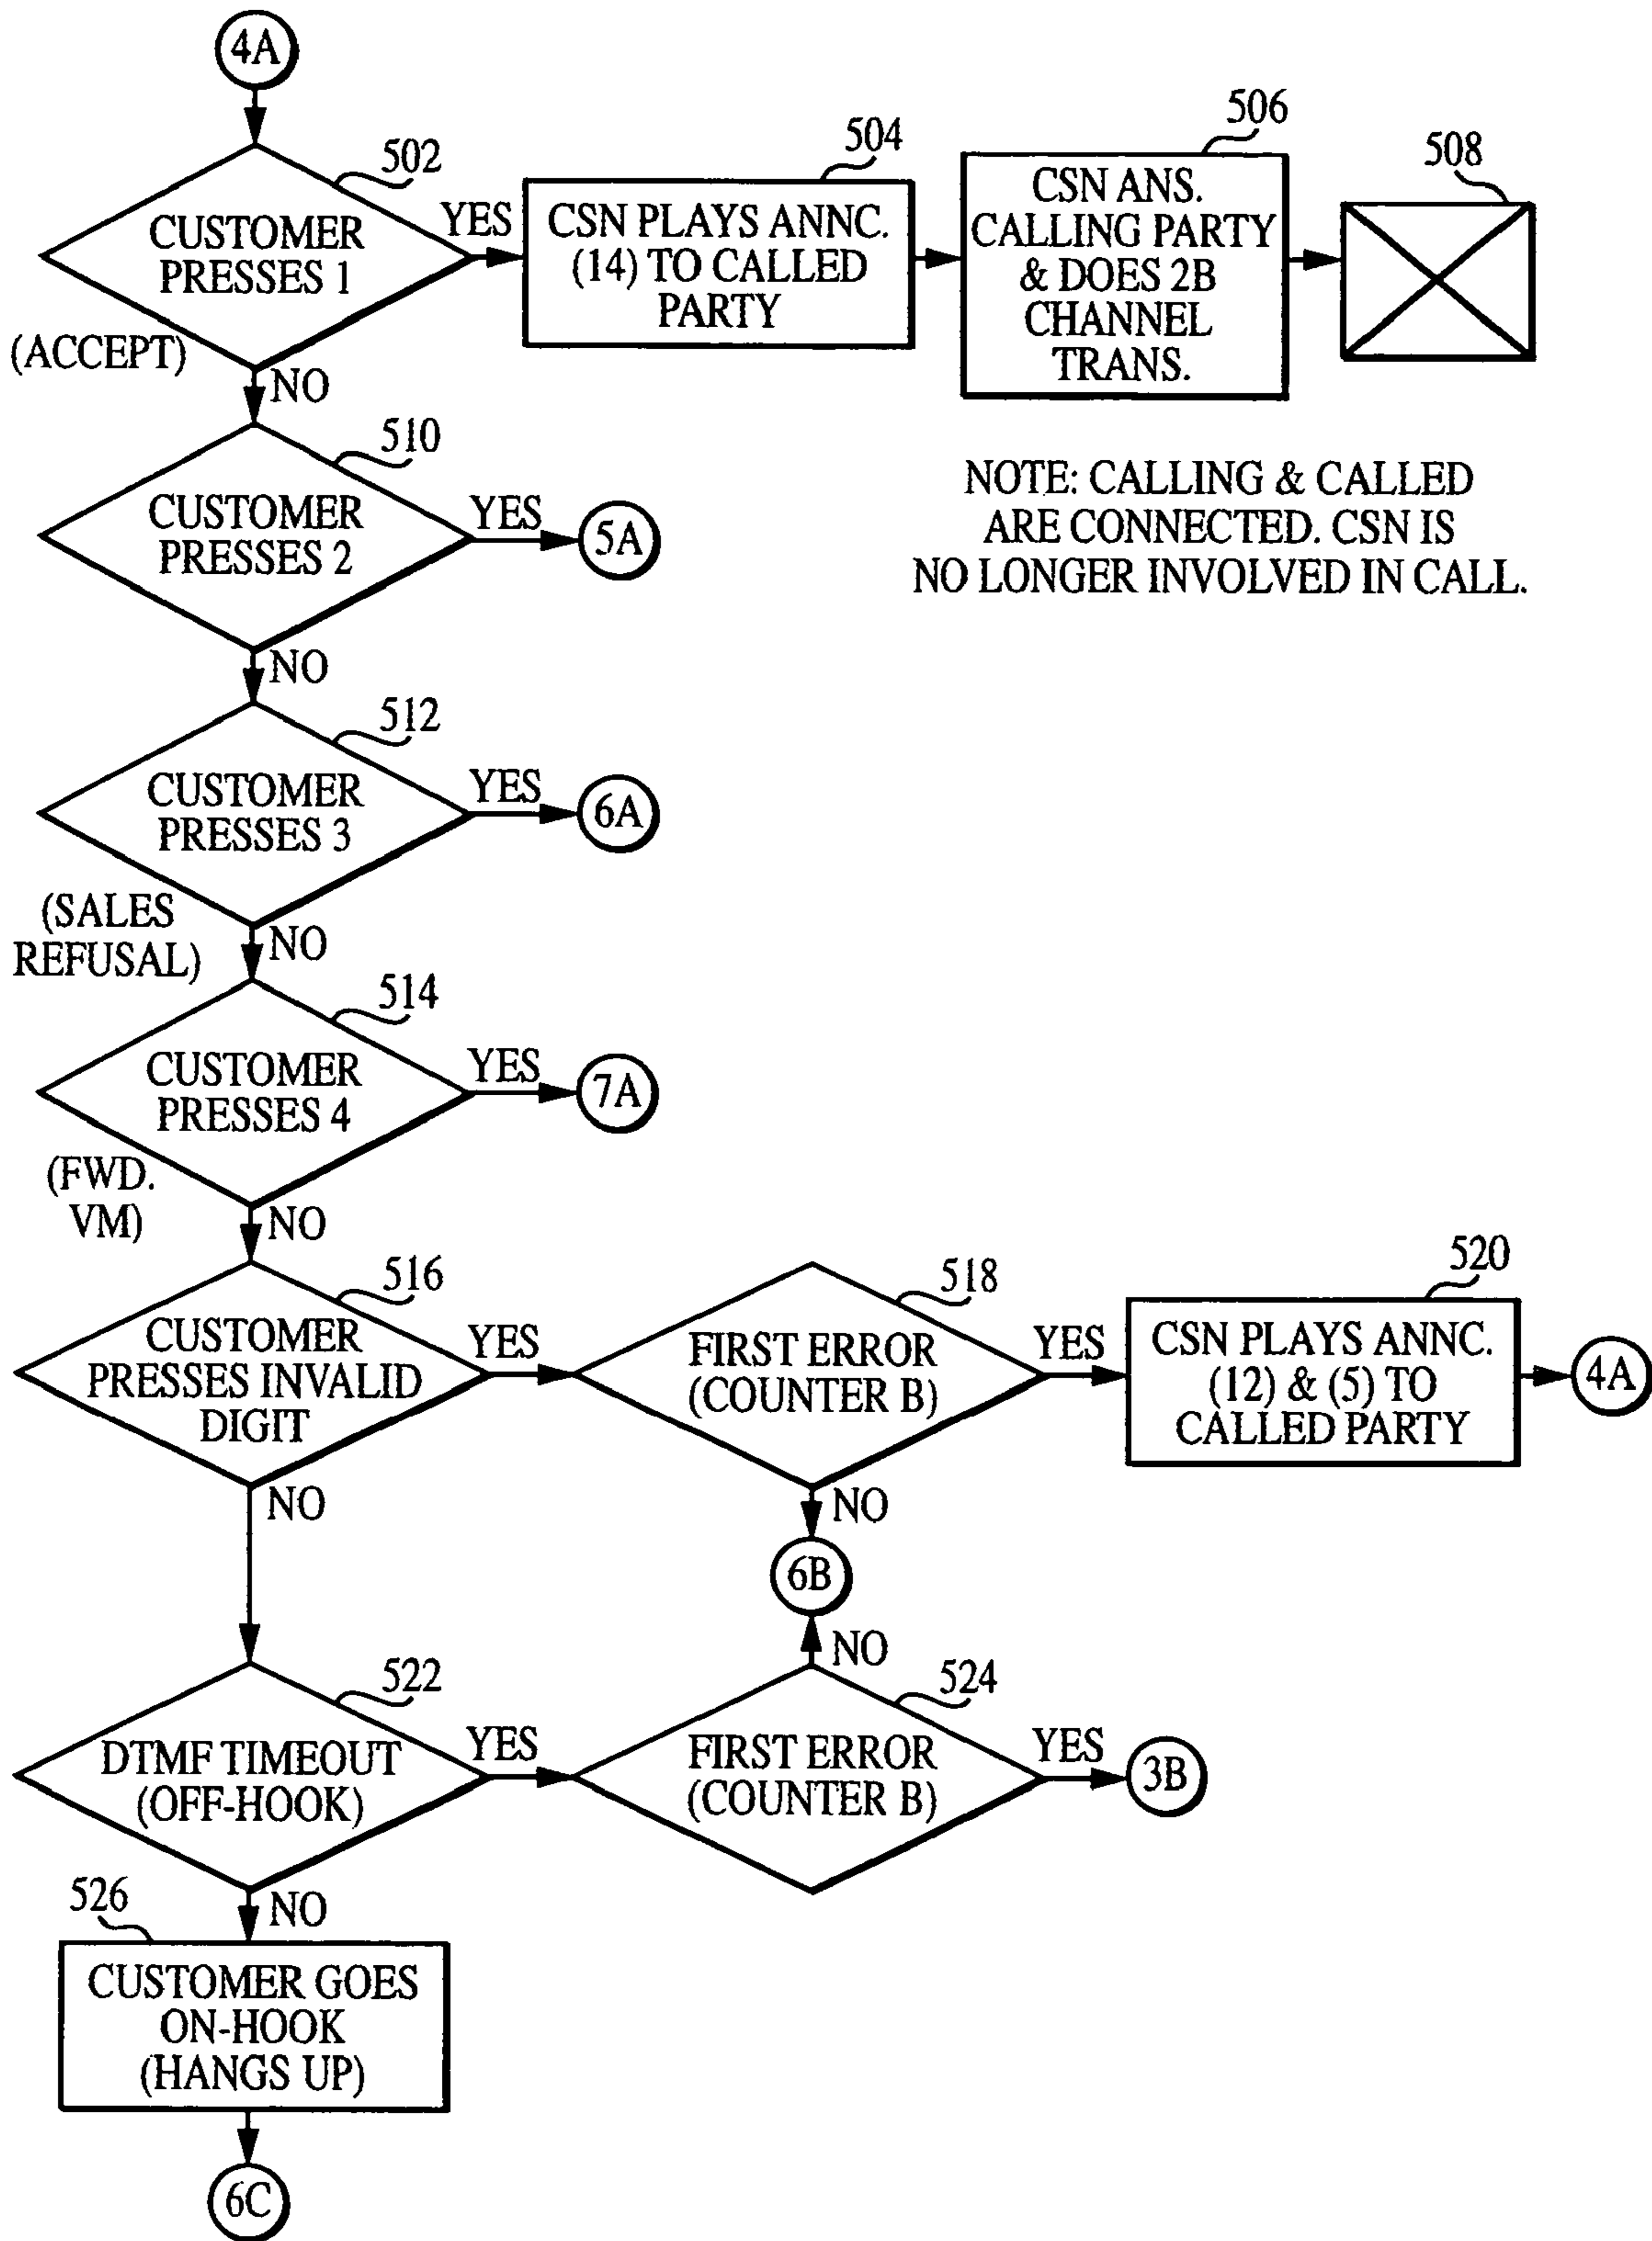 4A
502
CUSTOMER
PRESSES 1
(ACCEPT)
YES
NO
504
CSN PLAYS ANNC.
(14) TO CALLED
PARTY
506
CSN ANS.
CALLING PARTY
& DOES 2B
CHANNEL
TRANS.
508
NOTE: CALLING & CALLED
ARE CONNECTED. CSN IS
NO LONGER INVOLVED IN CALL.
510
CUSTOMER
PRESSES 2
YES
5A
NO
512
CUSTOMER
PRESSES 3
YES
6A
(SALES
REFUSAL)
NO
514
CUSTOMER
PRESSES 4
YES
7A
(FWD.
VM)
NO
516
CUSTOMER
PRESSES INVALID
DIGIT
YES
NO
518
FIRST ERROR
(COUNTER B)
YES
NO
520
CSN PLAYS ANNC.
(12) & (5) TO
CALLED PARTY
4A
6B
522
DTMF TIMEOUT
(OFF-HOOK)
YES
NO
524
NO
FIRST ERROR
(COUNTER B)
YES
3B
526
CUSTOMER GOES
ON-HOOK
(HANGS UP)
6C